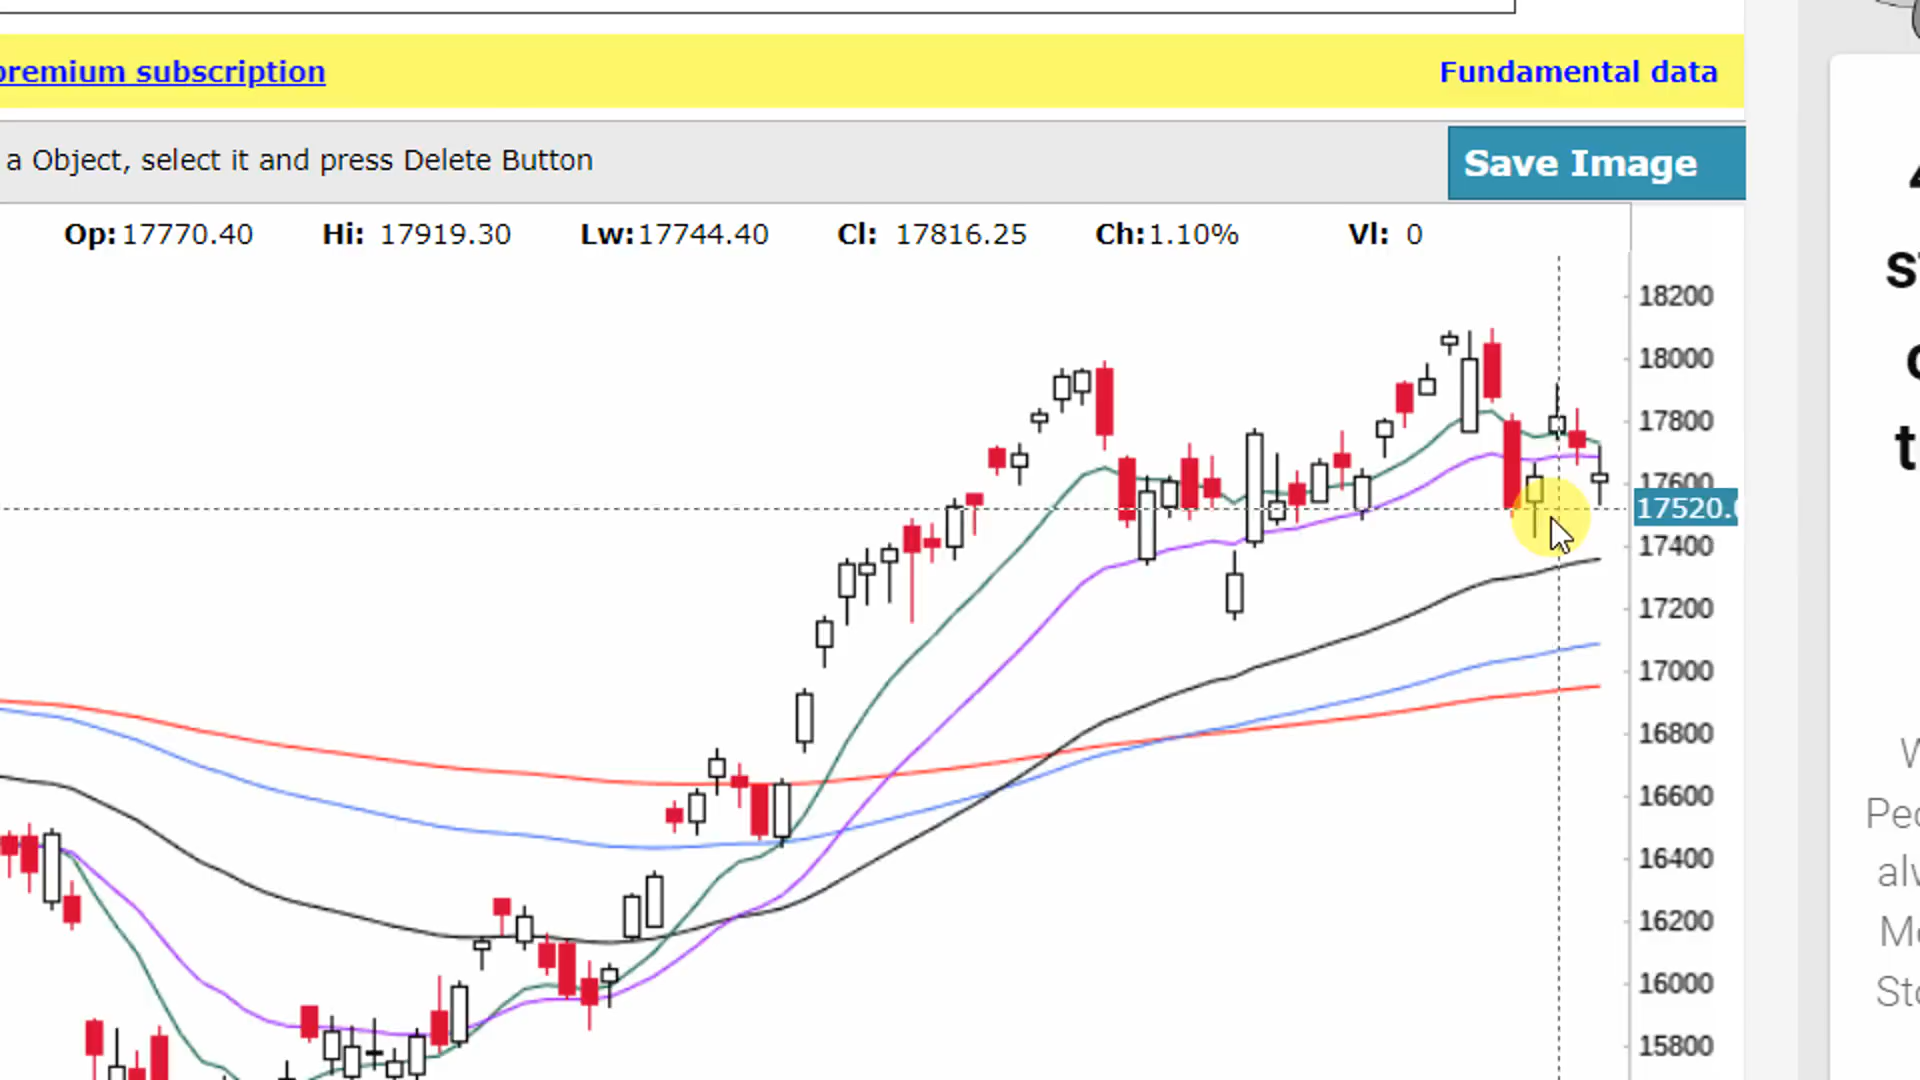 premium subscription
Fundamental data
a Object, select it and press Delete Button
Save Image
Op: 17770.40 Hi: 17919.30 Lw: 17744.40 Cl: 17816.25 Ch: 1.10% Vl: 0
18200
18000
17800
17600
17520.
17400
17200
17000
16800
16600
16400
16200
16000
15800